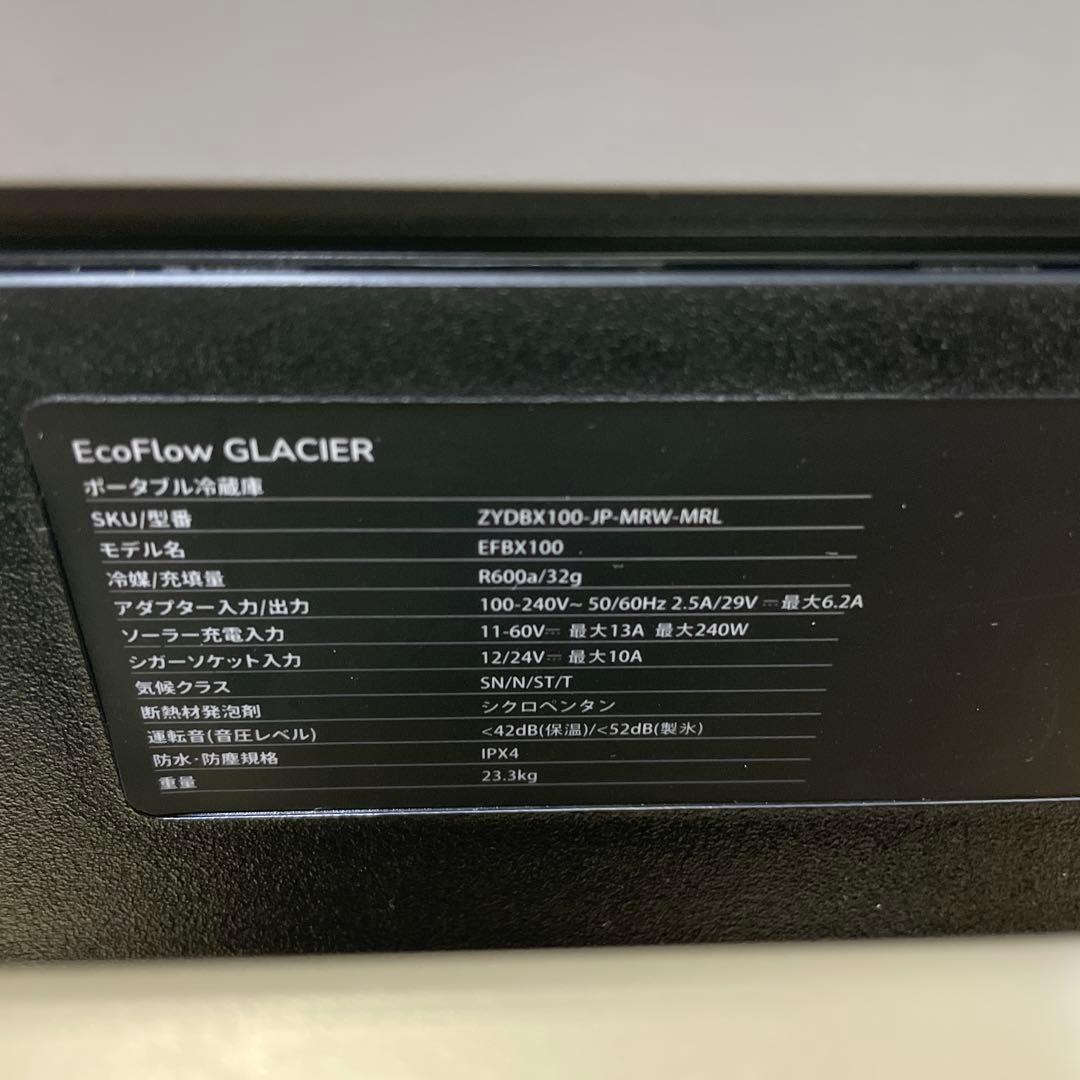 EcoFlow GLACIER
ポータブル冷蔵庫
SKU/型番 ZYDBX100-JP-MRW-MRL
モデル名 EFBX100
冷媒/充填量 R600a/32g
アダプター入力/出力 100-240V~ 50/60Hz 2.5A/29V ⎓最大6.2A
ソーラー充電入力 11-60V⎓ 最大13A 最大240W
シガーソケット入力 12/24V⎓ 最大10A
気候クラス SN/N/ST/T
断熱材発泡剤 シクロペンタン
運転音(音圧レベル) <42dB(保温)/<52dB(製氷)
防水·防塵規格 IPX4
重量 23.3kg